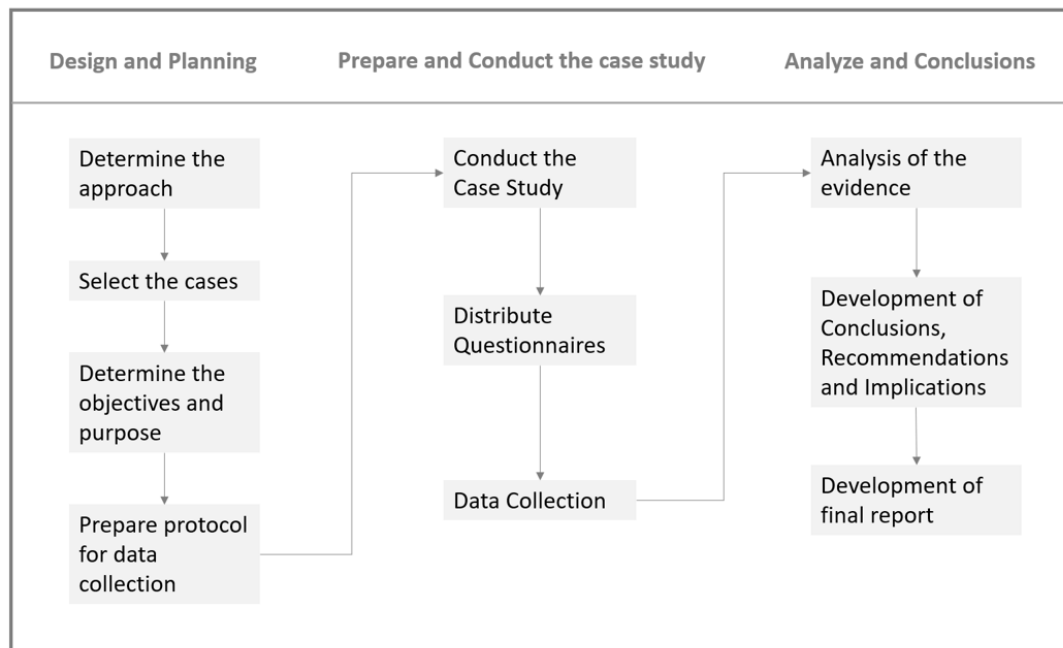 Design and Planning
Prepare and Conduct the case study
Analyze and Conclusions
Determine the
approach
Select the cases
Determine the
objectives and
purpose
Prepare protocol
for data
collection
Conduct the
Case Study
Distribute
Questionnaires
Data Collection
Analysis of the
evidence
Development of
Conclusions,
Recommendations
and Implications
Development of
final report